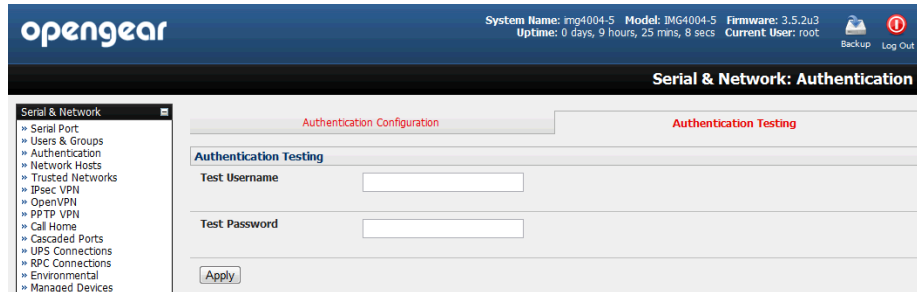 opengear
System Name: img4004-5 Model: IMG4004-5 Firmware: 3.5.2u3
Uptime: 0 days, 9 hours, 25 mins, 8 secs Current User: root
Backup
Log Out
Serial & Network: Authentication
Serial & Network
» Serial Port
» Users & Groups
» Authentication
» Network Hosts
» Trusted Networks
» IPsec VPN
» OpenVPN
» PPTP VPN
» Call Home
» Cascaded Ports
» UPS Connections
» RPC Connections
» Environmental
» Managed Devices
Authentication Configuration
Authentication Testing
Authentication Testing
Test Username
Test Password
Apply